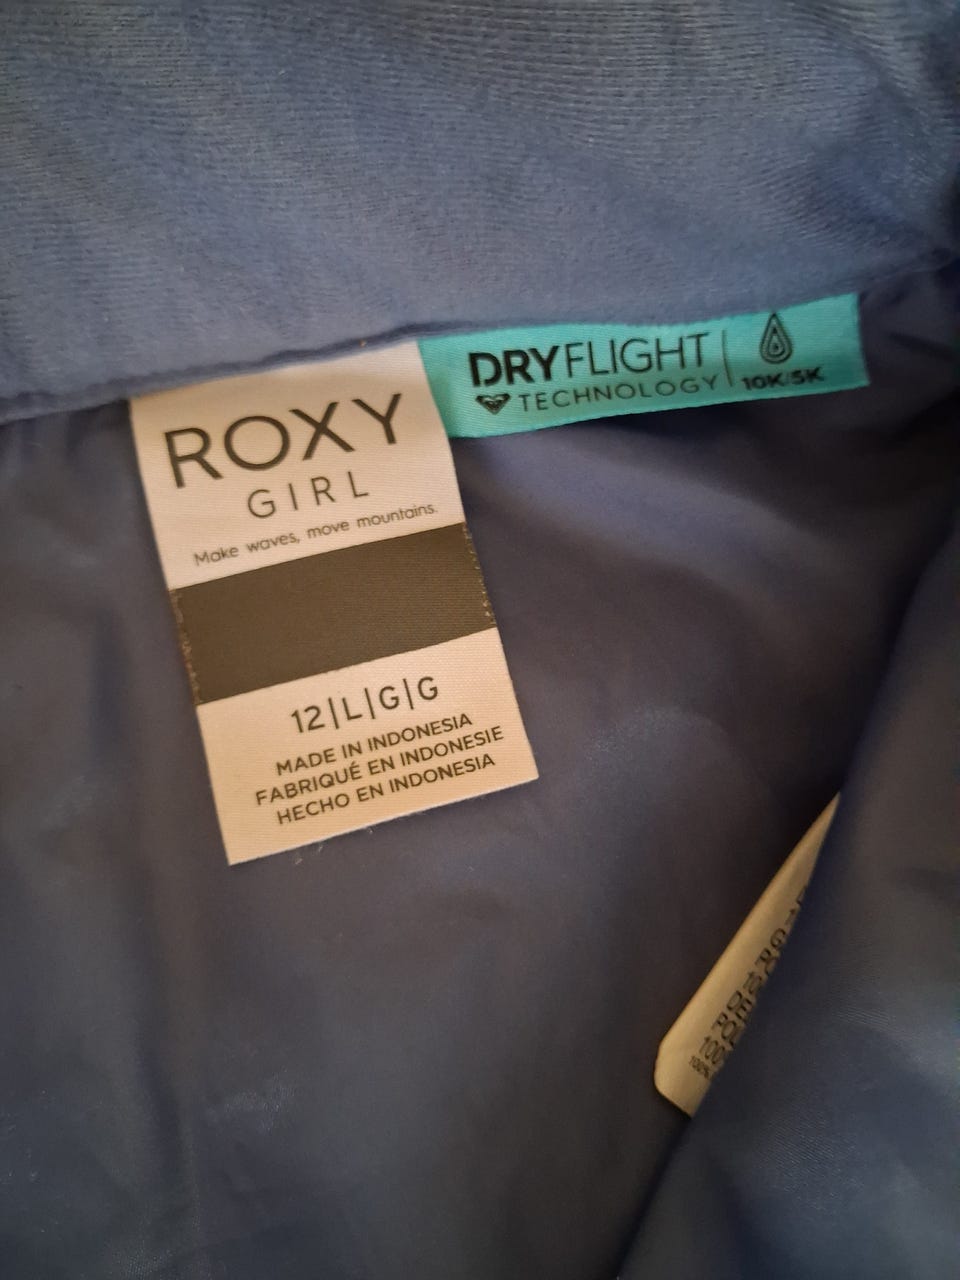 ROXY
GIRL
Make waves, move mountains.
DRYFLIGHT
TECHNOLOGY
10K/5K
12|L|G|G
MADE IN INDONESIA
FABRIQUÉ EN INDONESIE
HECHO EN INDONESIA
100%